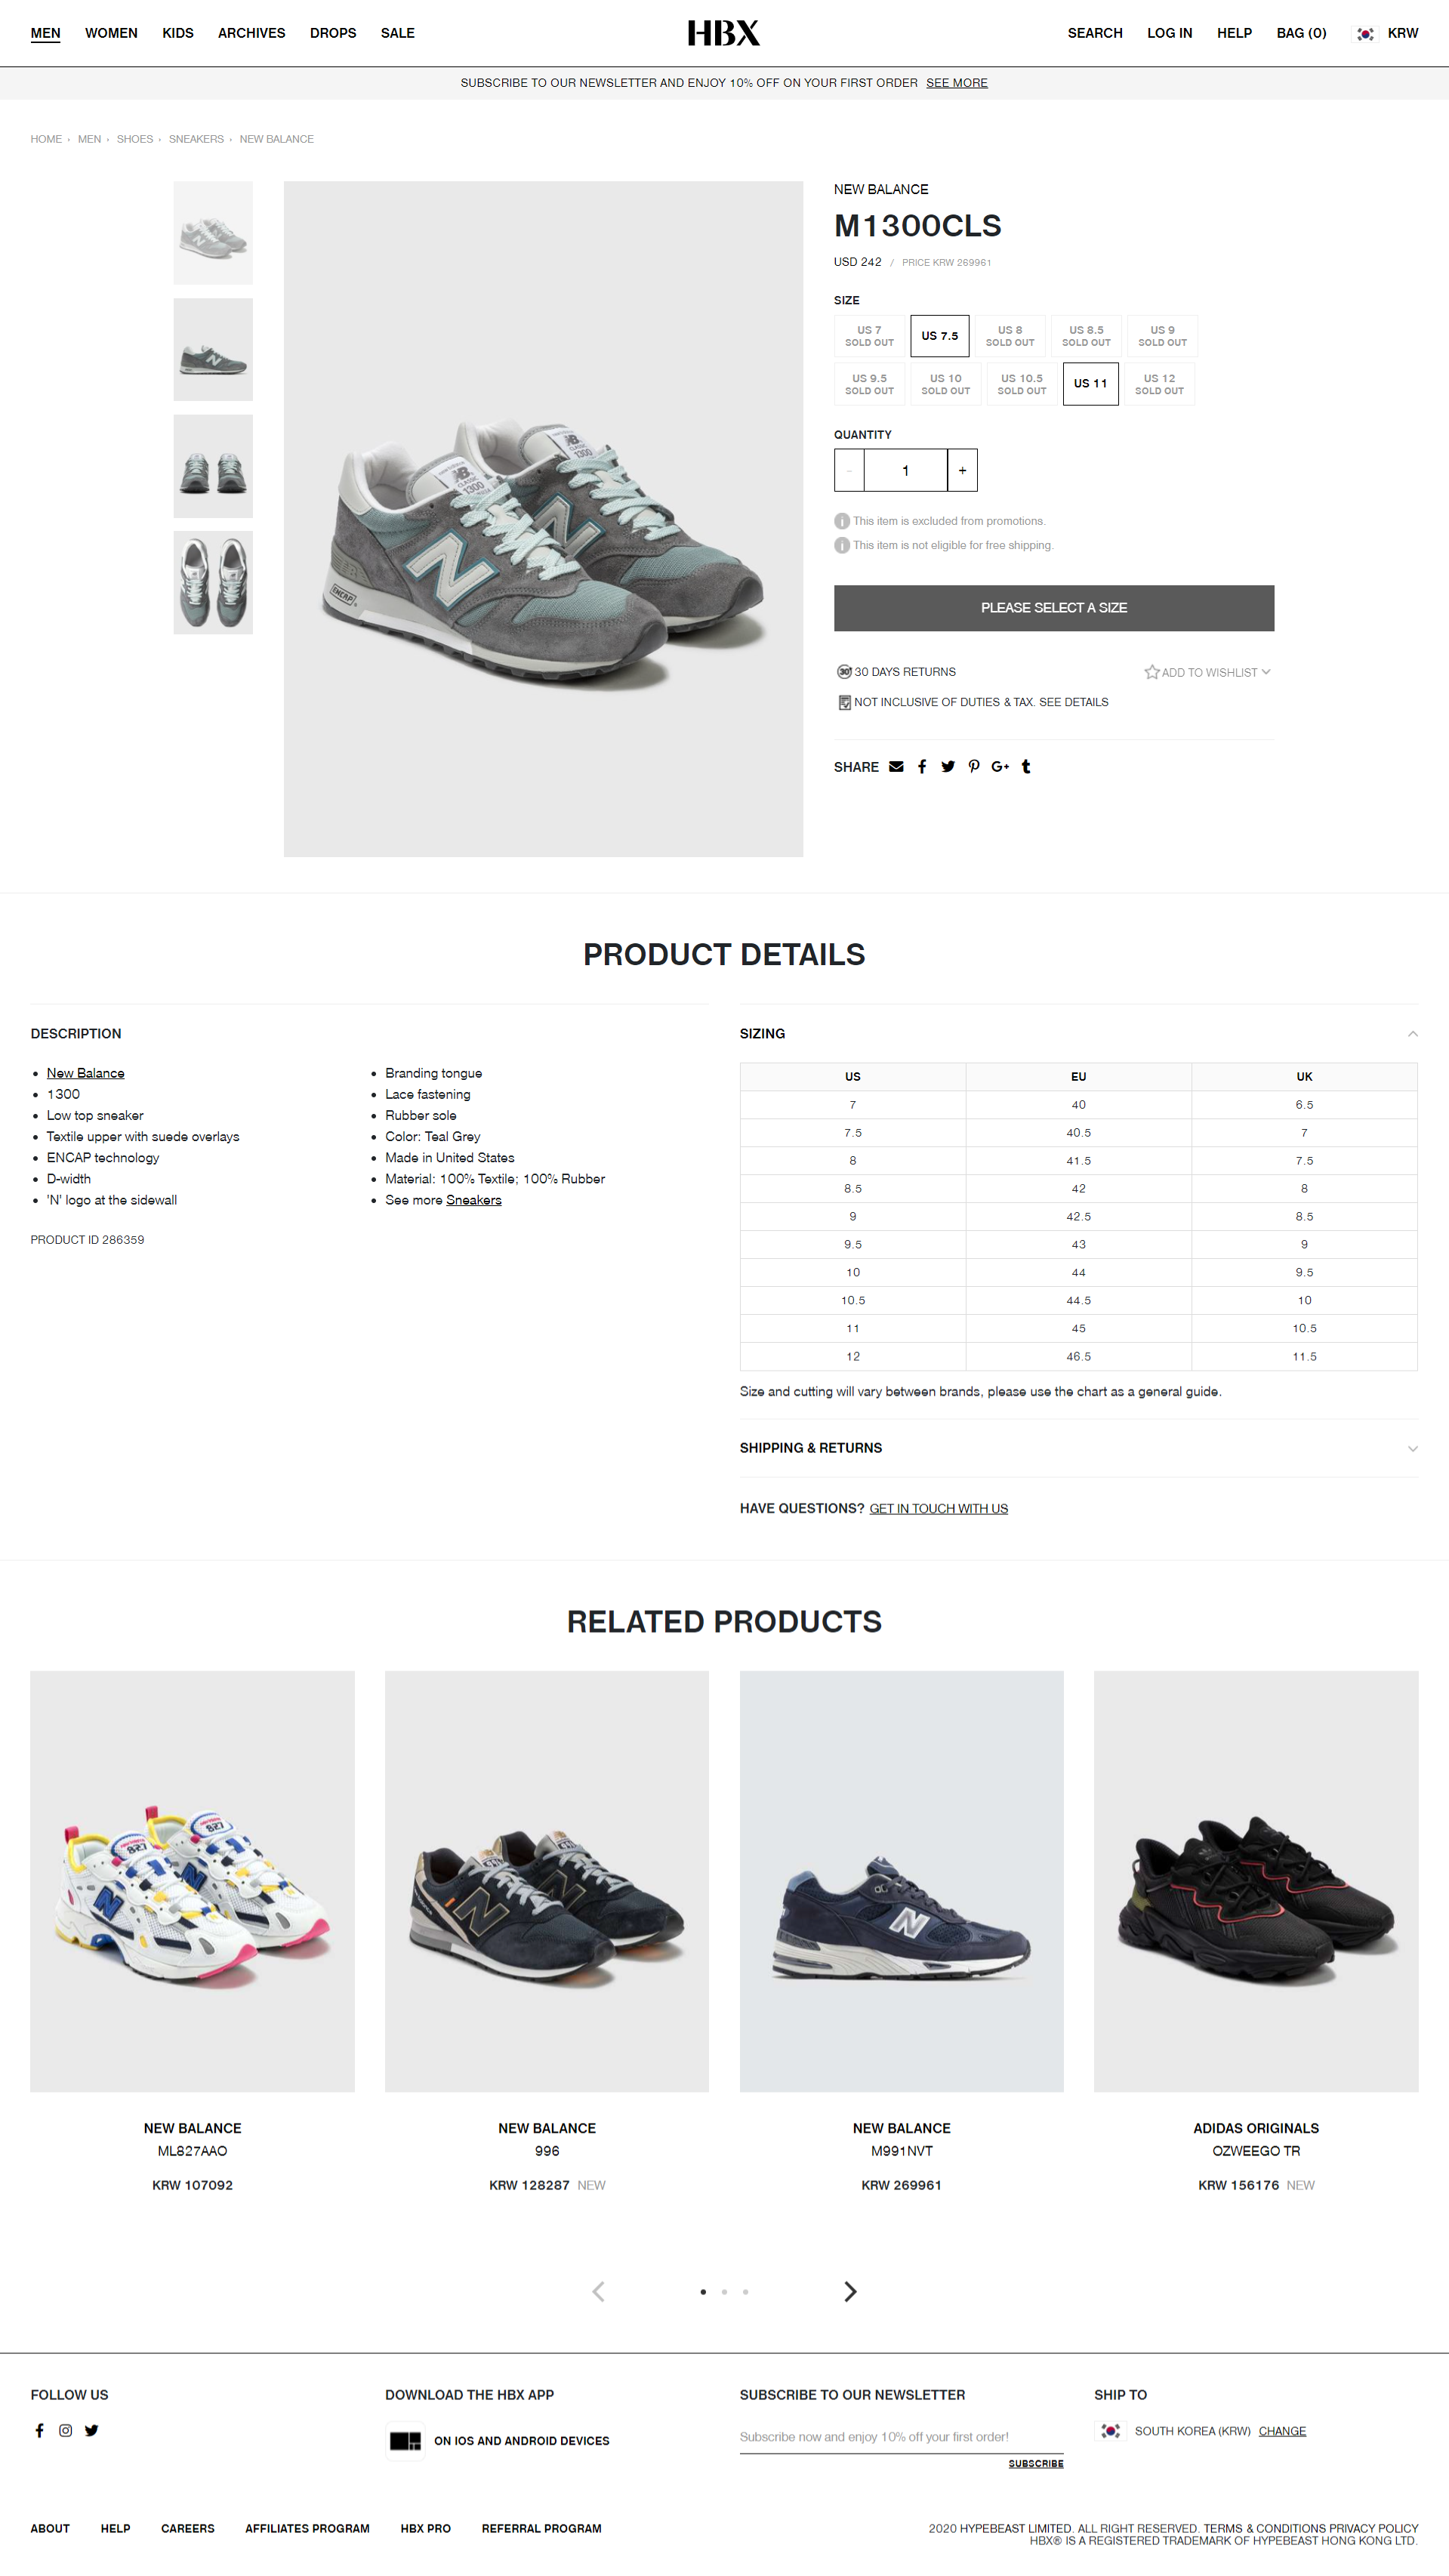 MEN WOMEN KIDS ARCHIVES DROPS SALE HBX SEARCH LOG IN HELP BAG (0) KRW
SUBSCRIBE TO OUR NEWSLETTER AND ENJOY 10% OFF ON YOUR FIRST ORDER SEE MORE
HOME › MEN › SHOES › SNEAKERS › NEW BALANCE
NEW BALANCE
M1300CLS
USD 242 / PRICE KRW 269961
SIZE
US 7 SOLD OUT
US 7.5
US 8 SOLD OUT
US 8.5 SOLD OUT
US 9 SOLD OUT
US 9.5 SOLD OUT
US 10 SOLD OUT
US 10.5 SOLD OUT
US 11
US 12 SOLD OUT
QUANTITY
- 1 +
This item is excluded from promotions.
This item is not eligible for free shipping.
PLEASE SELECT A SIZE
30 DAYS RETURNS ADD TO WISHLIST
NOT INCLUSIVE OF DUTIES & TAX. SEE DETAILS
SHARE
PRODUCT DETAILS
DESCRIPTION
• New Balance
• 1300
• Low top sneaker
• Textile upper with suede overlays
• ENCAP technology
• D-width
• 'N' logo at the sidewall
• Branding tongue
• Lace fastening
• Rubber sole
• Color: Teal Grey
• Made in United States
• Material: 100% Textile; 100% Rubber
• See more Sneakers
PRODUCT ID 286359
SIZING
US EU UK
7 40 6.5
7.5 40.5 7
8 41.5 7.5
8.5 42 8
9 42.5 8.5
9.5 43 9
10 44 9.5
10.5 44.5 10
11 45 10.5
12 46.5 11.5
Size and cutting will vary between brands, please use the chart as a general guide.
SHIPPING & RETURNS
HAVE QUESTIONS? GET IN TOUCH WITH US
RELATED PRODUCTS
NEW BALANCE
ML827AAO
KRW 107092
NEW BALANCE
996
KRW 128287 NEW
NEW BALANCE
M991NVT
KRW 269961
ADIDAS ORIGINALS
OZWEEGO TR
KRW 156176 NEW
FOLLOW US
DOWNLOAD THE HBX APP
ON IOS AND ANDROID DEVICES
SUBSCRIBE TO OUR NEWSLETTER
Subscribe now and enjoy 10% off your first order!
SUBSCRIBE
SHIP TO
SOUTH KOREA (KRW) CHANGE
ABOUT HELP CAREERS AFFILIATES PROGRAM HBX PRO REFERRAL PROGRAM
2020 HYPEBEAST LIMITED. ALL RIGHT RESERVED. TERMS & CONDITIONS PRIVACY POLICY
HBX® IS A REGISTERED TRADEMARK OF HYPEBEAST HONG KONG LTD.